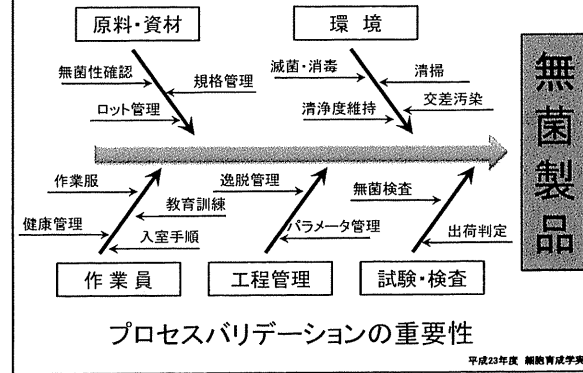 原料・資材
環 境
無菌性確認
規格管理
ロット管理
滅菌・消毒
清掃
清浄度維持
交差汚染
無菌製品
作業服
教育訓練
健康管理
入室手順
逸脱管理
パラメータ管理
無菌検査
出荷判定
作 業 員
工程管理
試験・検査
プロセスバリデーションの重要性
平成23年度 細胞育成学実